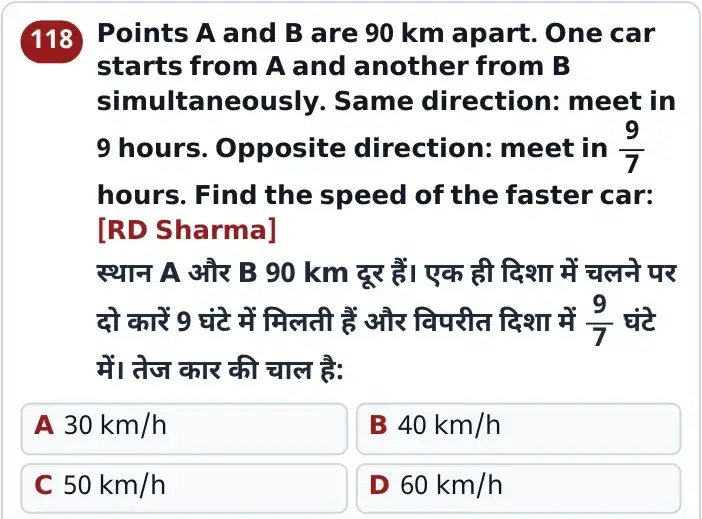 118 Points A and B are 90 km apart. One car
starts from A and another from B
simultaneously. Same direction: meet in
9 hours. Opposite direction: meet in 9/7
hours. Find the speed of the faster car:
[RD Sharma]
स्थान A और B 90 km दूर हैं। एक ही दिशा में चलने पर
दो कारें 9 घंटे में मिलती हैं और विपरीत दिशा में 9/7 घंटे
में। तेज कार की चाल है:
A 30 km/h
B 40 km/h
C 50 km/h
D 60 km/h